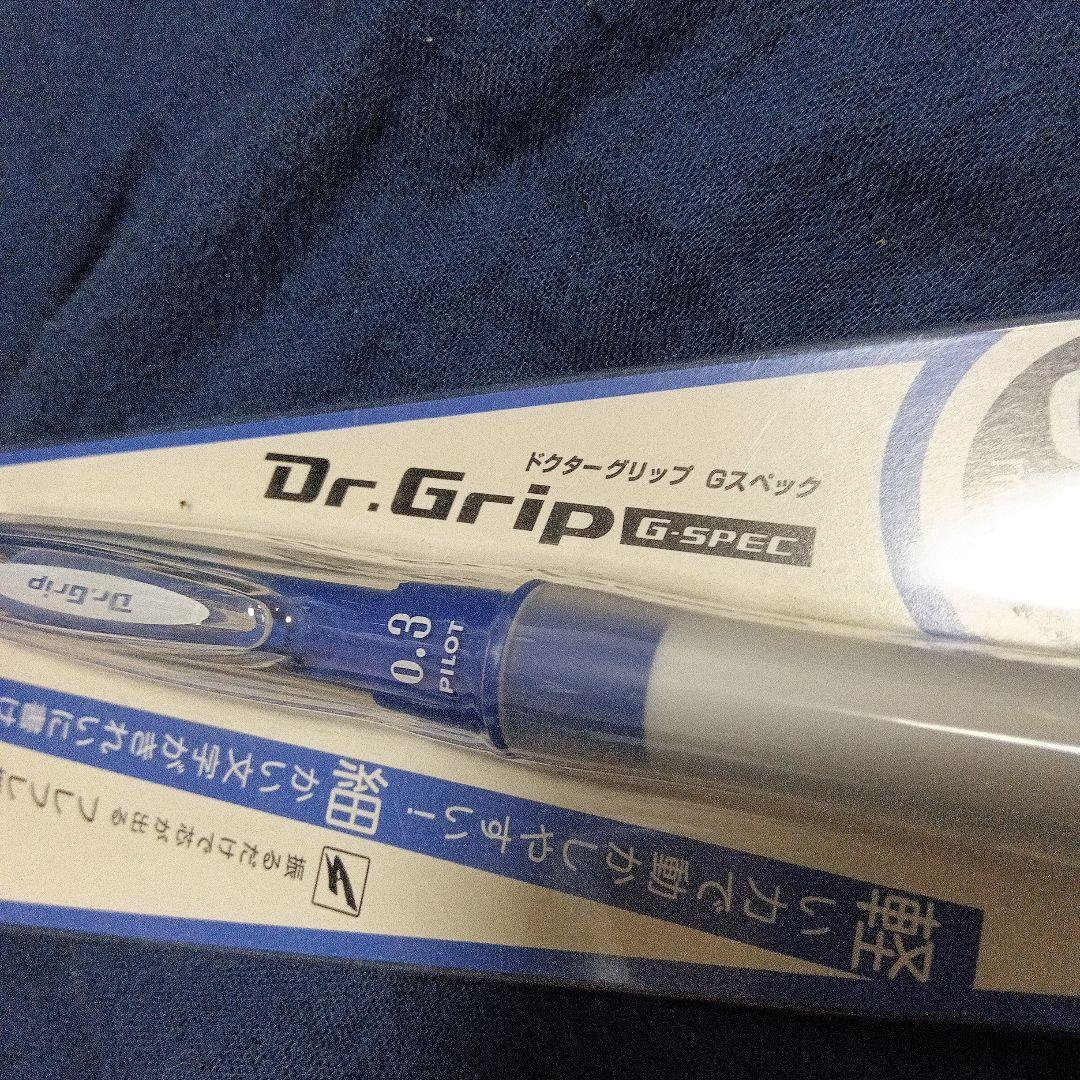 ドクターグリップ Gスペック
Dr.Grip G-SPEC
Dr.Grip
0.3
PILOT
軽い力で動かしやすい!
細かい文字がきれいに書け
振るだけで芯が出る フレフレ